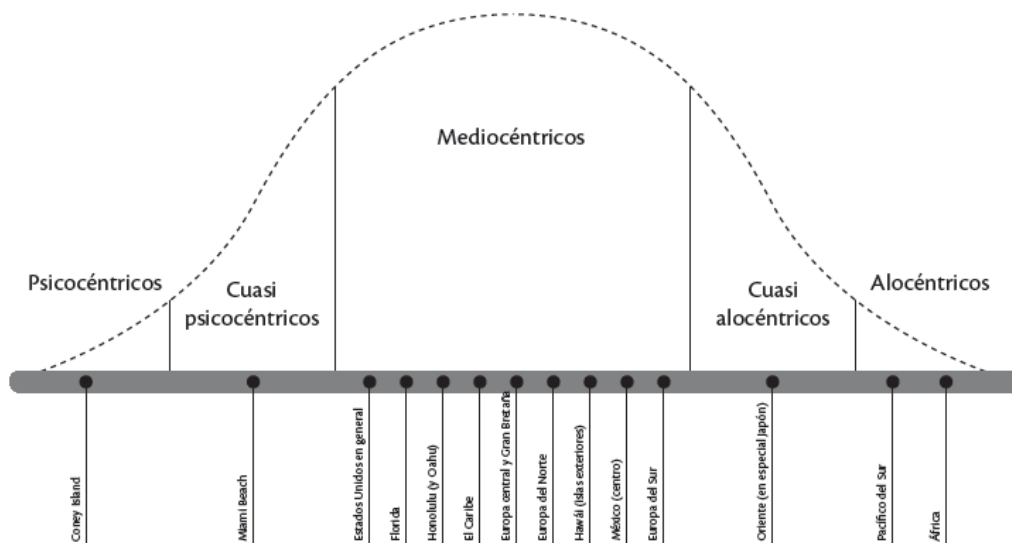 Mediocéntricos
Psicocéntricos
Cuasi
psicocéntricos
Cuasi
alocéntricos
Alocéntricos
Coney Island
Miami Beach
Estados Unidos en general
Florida
Honolulu (y Oahu)
El Caribe
Europa central y Gran Bretaña
Europa del Norte
Hawái (Islas exteriores)
México (centro)
Europa del Sur
Oriente (en especial Japón)
Pacífico del Sur
África